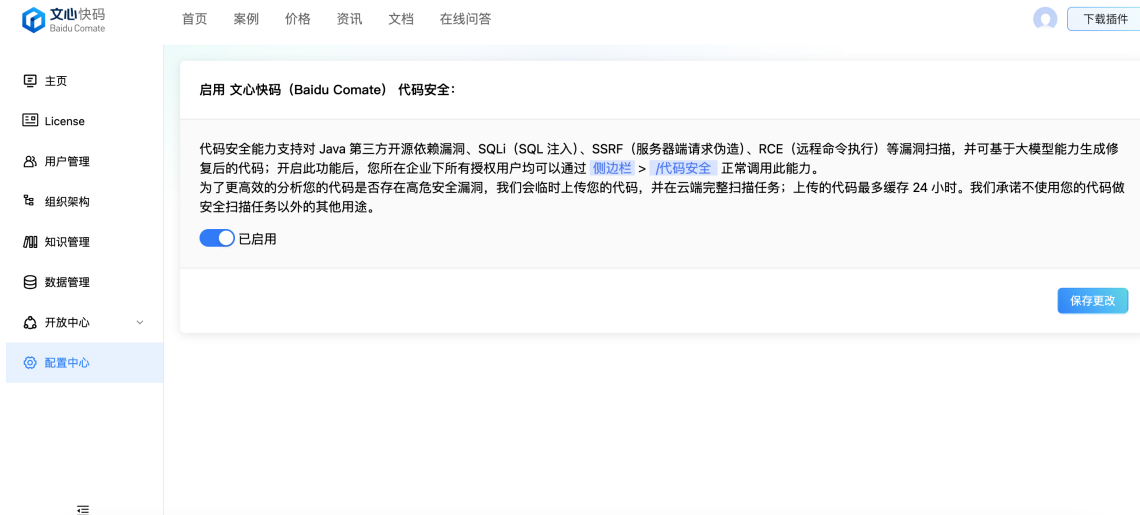 文心快码
Baidu Comate
首页 案例 价格 资讯 文档 在线问答
下载插件
主页
License
用户管理
组织架构
知识管理
数据管理
开放中心
配置中心
启用 文心快码（Baidu Comate） 代码安全：
代码安全能力支持对 Java 第三方开源依赖漏洞、SQLi（SQL 注入）、SSRF（服务器端请求伪造）、RCE（远程命令执行）等漏洞扫描，并可基于大模型能力生成修
复后的代码；开启此功能后，您所在企业下所有授权用户均可以通过 侧边栏 > /代码安全 正常调用此能力。
为了更高效的分析您的代码是否存在高危安全漏洞，我们会临时上传您的代码，并在云端完整扫描任务；上传的代码最多缓存 24 小时。我们承诺不使用您的代码做
安全扫描任务以外的其他用途。
已启用
保存更改